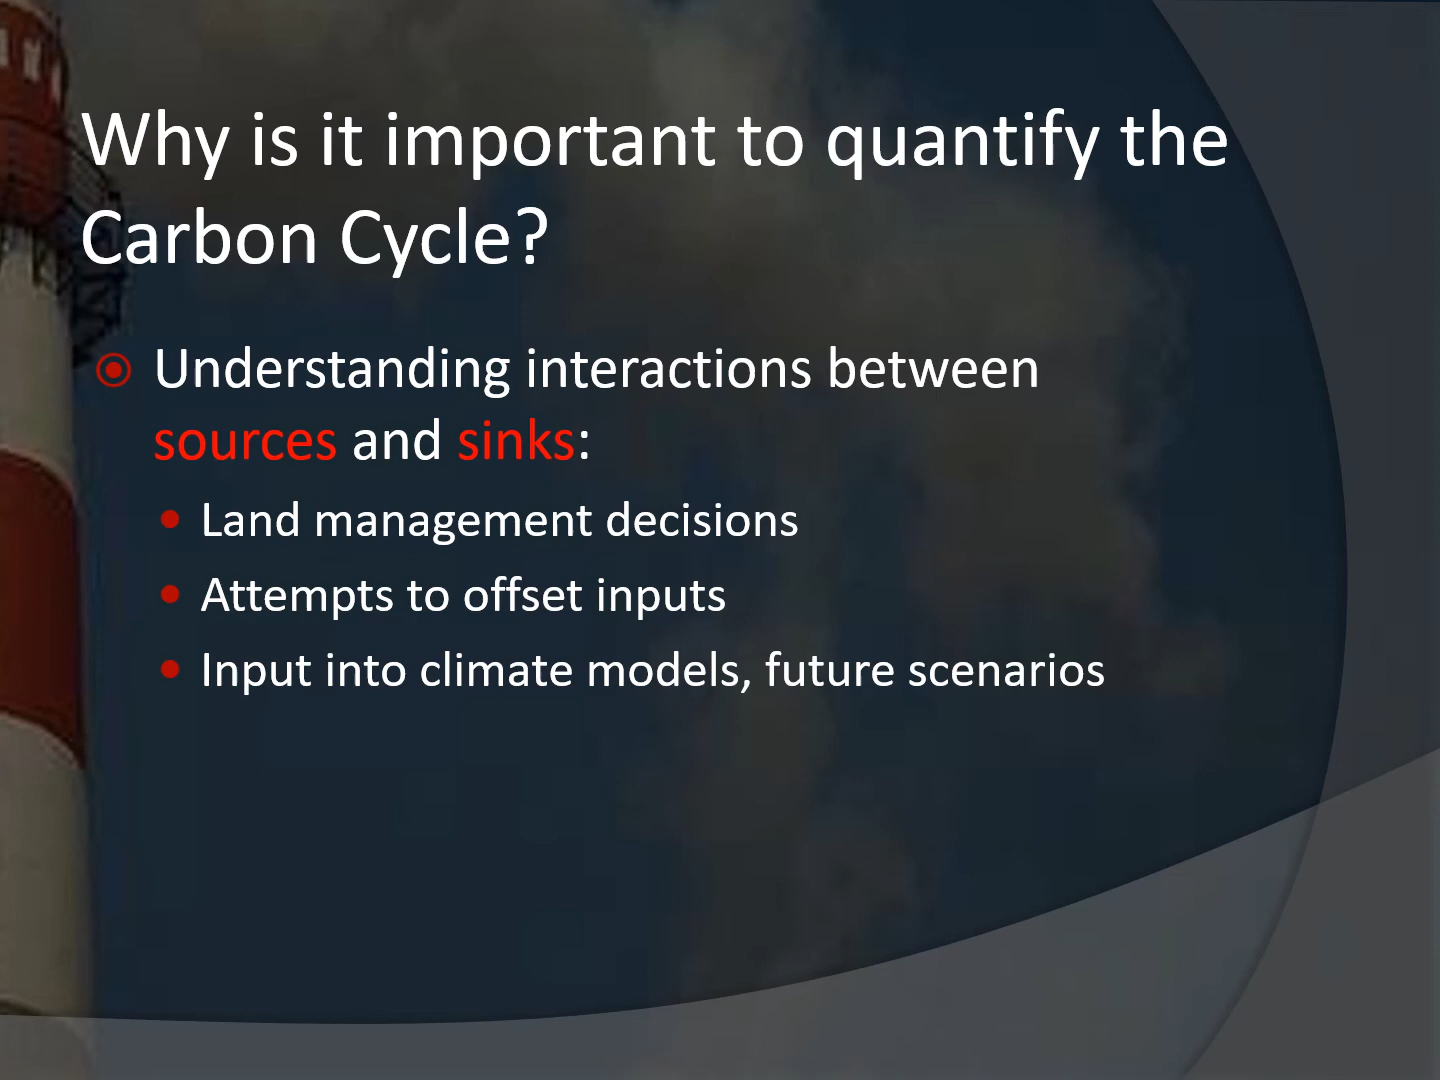 Why is it important to quantify the
Carbon Cycle?
Understanding interactions between
sources and sinks:
Land management decisions
Attempts to offset inputs
Input into climate models, future scenarios